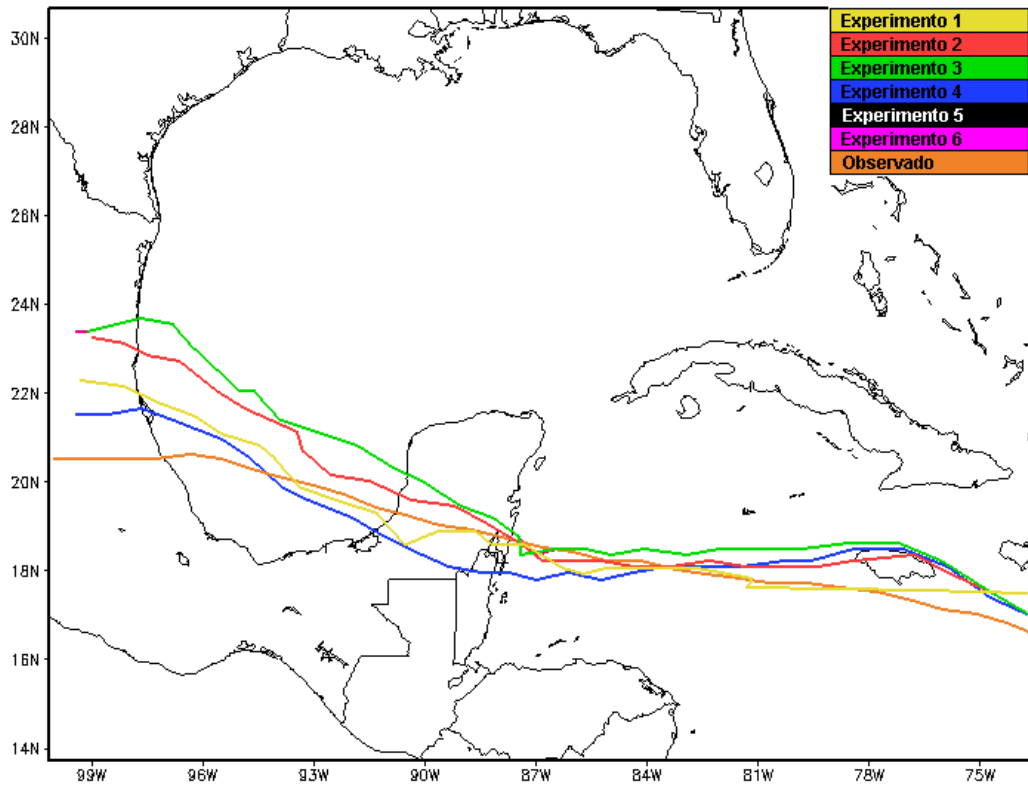 Experimento 1
Experimento 2
Experimento 3
Experimento 4
Experimento 5
Experimento 6
Observado
30N
28N
26N
24N
22N
20N
18N
16N
14N
99W 96W 93W 90W 87W 84W 81W 78W 75W